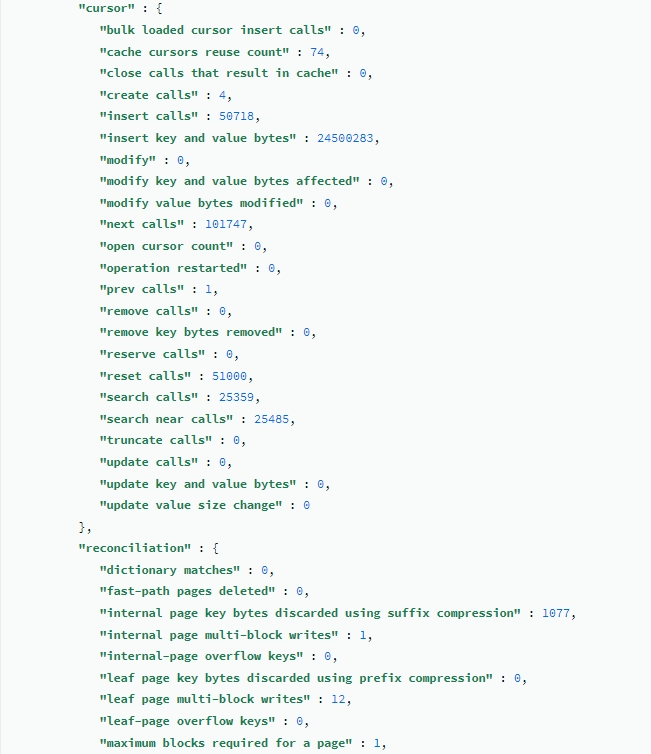 "cursor" : {
"bulk loaded cursor insert calls" : 0,
"cache cursors reuse count" : 74,
"close calls that result in cache" : 0,
"create calls" : 4,
"insert calls" : 50718,
"insert key and value bytes" : 24500283,
"modify" : 0,
"modify key and value bytes affected" : 0,
"modify value bytes modified" : 0,
"next calls" : 101747,
"open cursor count" : 0,
"operation restarted" : 0,
"prev calls" : 1,
"remove calls" : 0,
"remove key bytes removed" : 0,
"reserve calls" : 0,
"reset calls" : 51000,
"search calls" : 25359,
"search near calls" : 25485,
"truncate calls" : 0,
"update calls" : 0,
"update key and value bytes" : 0,
"update value size change" : 0
},
"reconciliation" : {
"dictionary matches" : 0,
"fast-path pages deleted" : 0,
"internal page key bytes discarded using suffix compression" : 1077,
"internal page multi-block writes" : 1,
"internal-page overflow keys" : 0,
"leaf page key bytes discarded using prefix compression" : 0,
"leaf page multi-block writes" : 12,
"leaf-page overflow keys" : 0,
"maximum blocks required for a page" : 1,